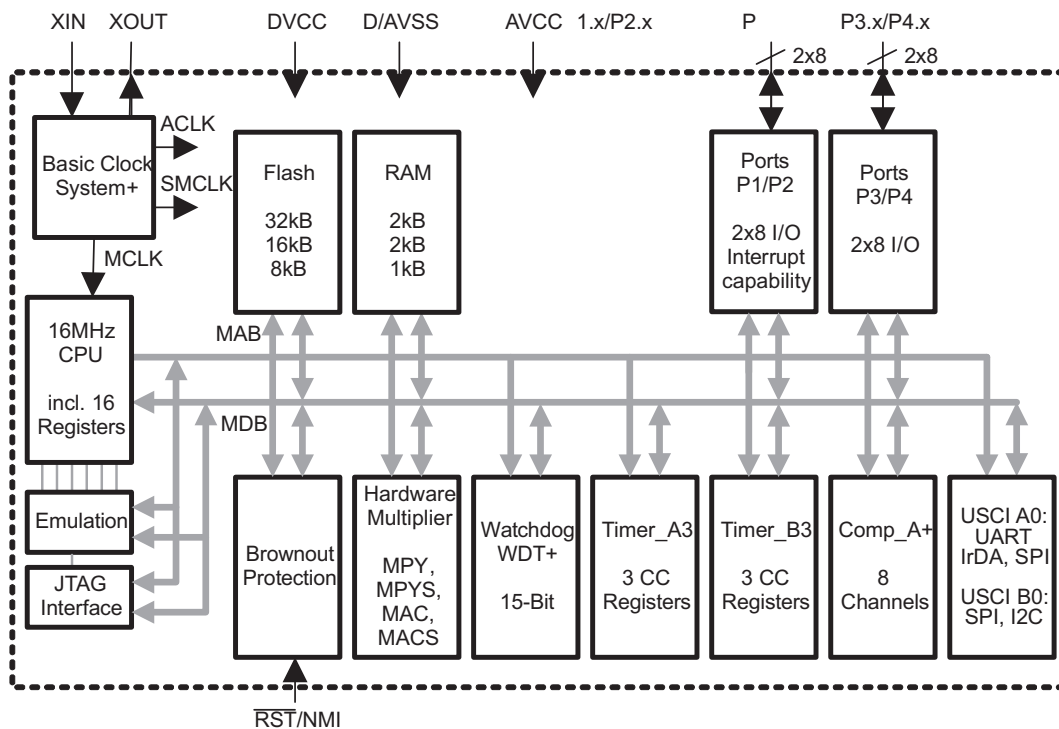 XIN XOUT DVCC D/AVSS AVCC 1.x/P2.x P P3.x/P4.x
2x8 2x8
ACLK
Basic Clock
System+
SMCLK
MCLK
Flash
32kB
16kB
8kB
RAM
2kB
2kB
1kB
Ports
P1/P2
2x8 I/O
Interrupt
capability
Ports
P3/P4
2x8 I/O
16MHz
CPU
incl. 16
Registers
MAB
MDB
Emulation
JTAG
Interface
Brownout
Protection
Hardware
Multiplier
MPY,
MPYS,
MAC,
MACS
Watchdog
WDT+
15-Bit
Timer_A3
3 CC
Registers
Timer_B3
3 CC
Registers
Comp_A+
8
Channels
USCI A0:
UART
IrDA, SPI
USCI B0:
SPI, I2C
RST/NMI